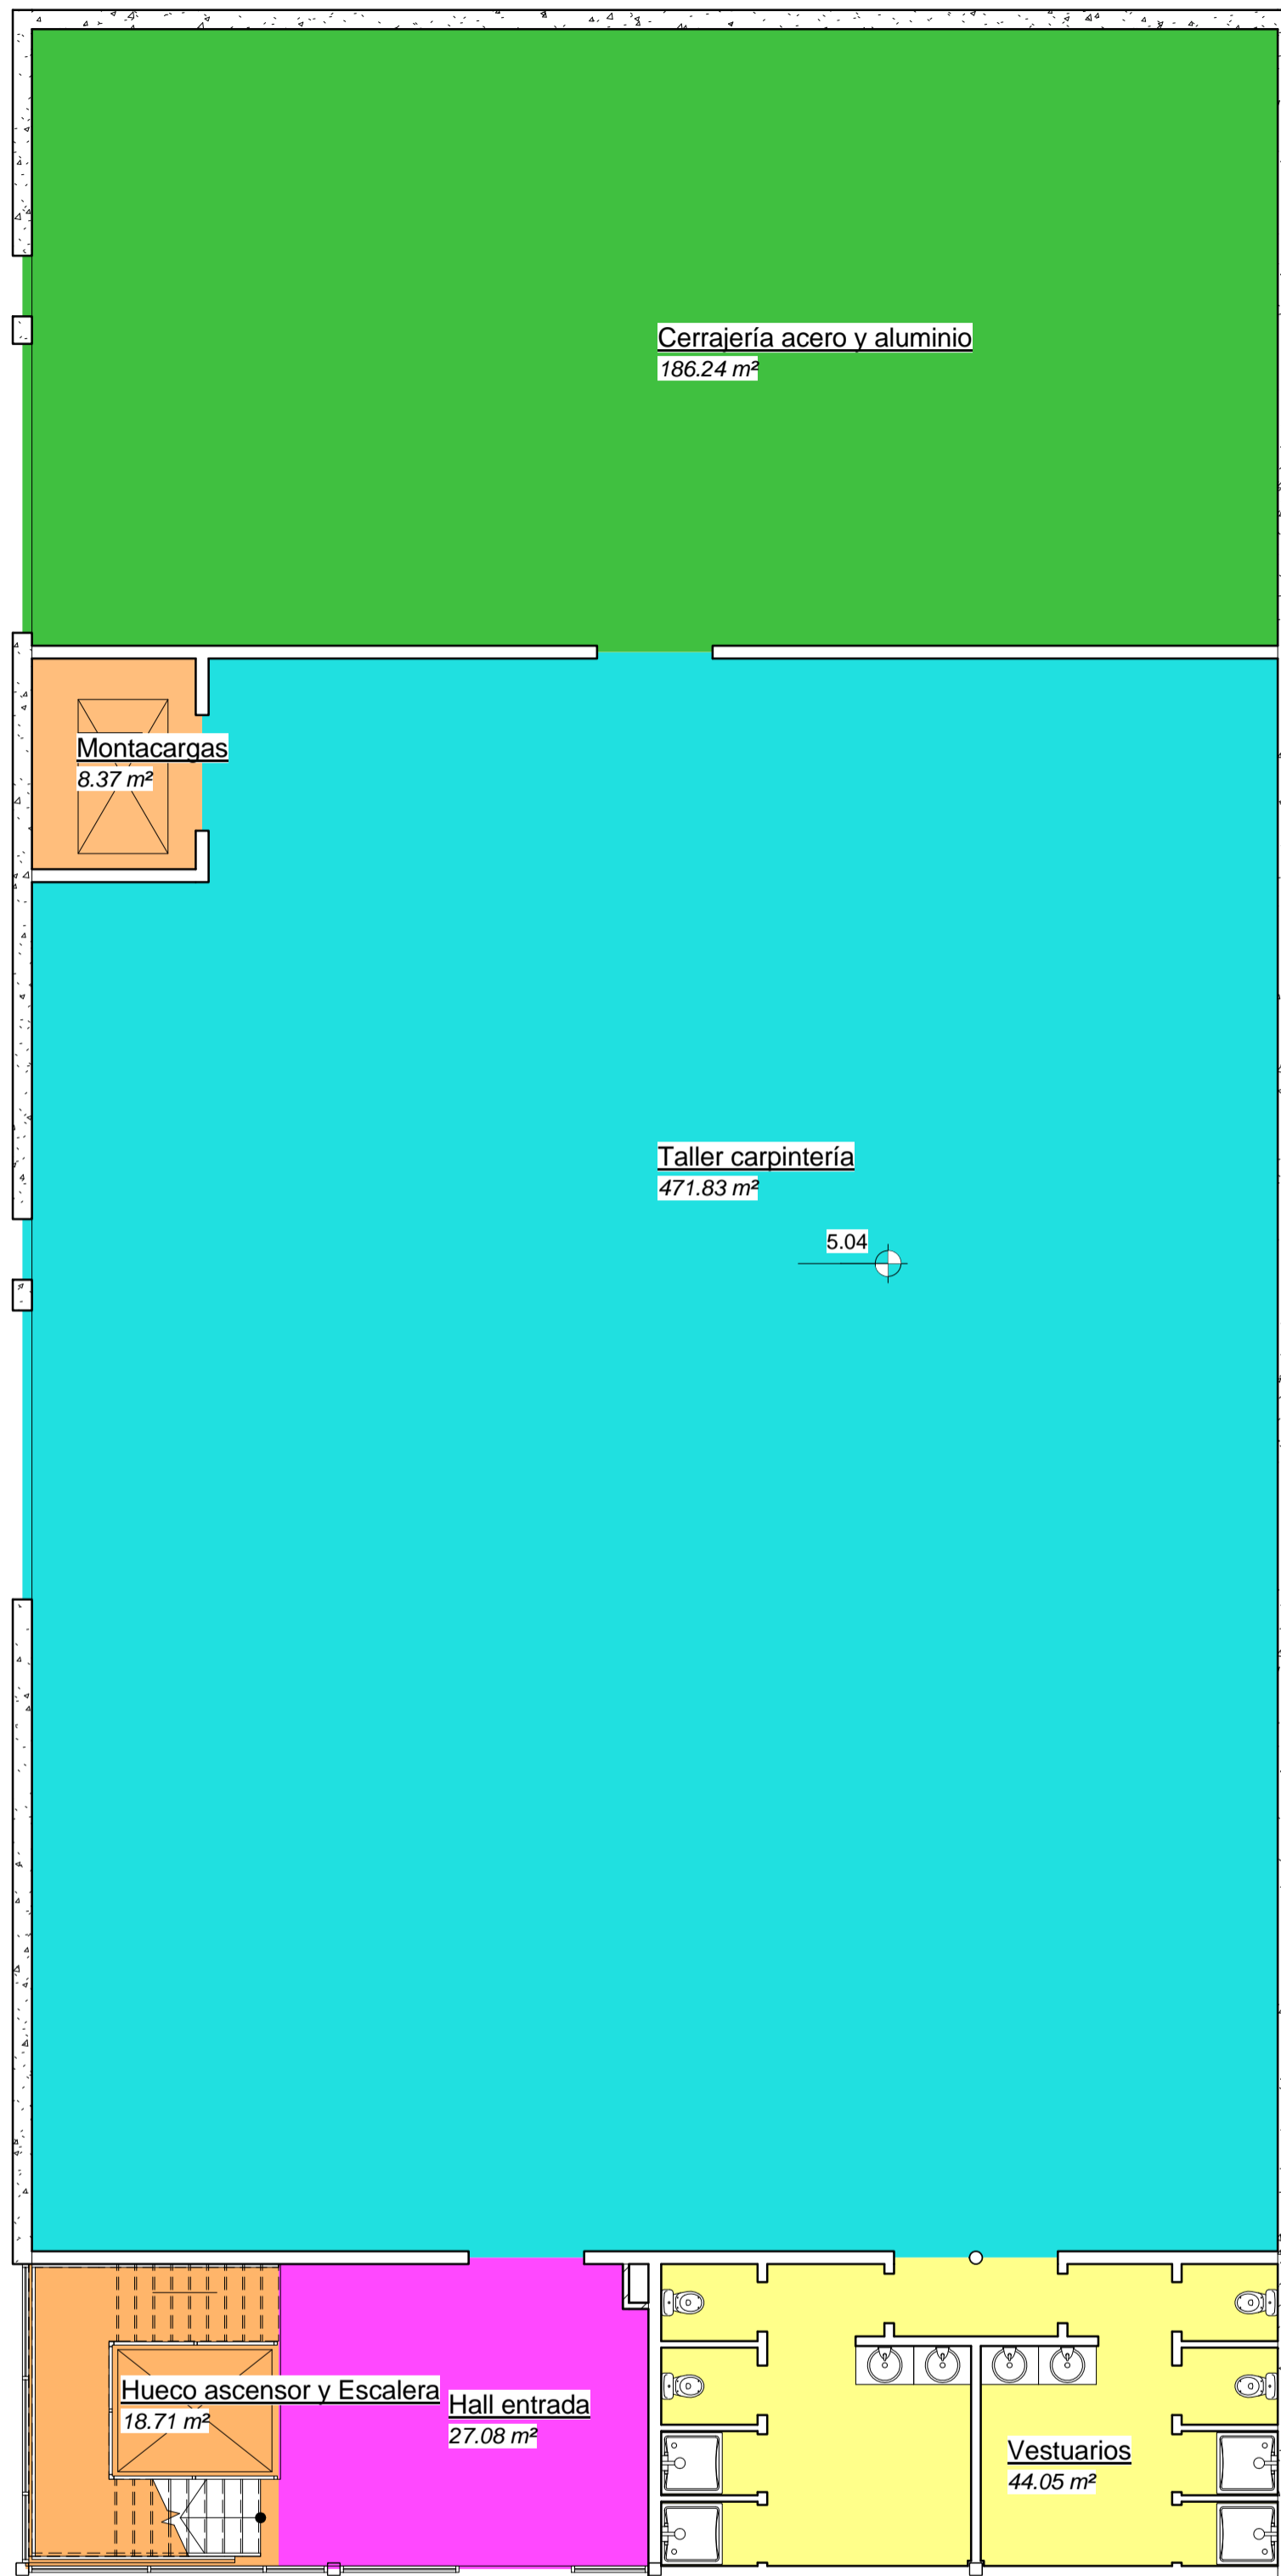 Cerrajería acero y aluminio
186.24 m²
Montacargas
8.37 m²
Taller carpintería
471.83 m²
5.04
Hueco ascensor y Escalera
18.71 m²
Hall entrada
27.08 m²
Vestuarios
44.05 m²